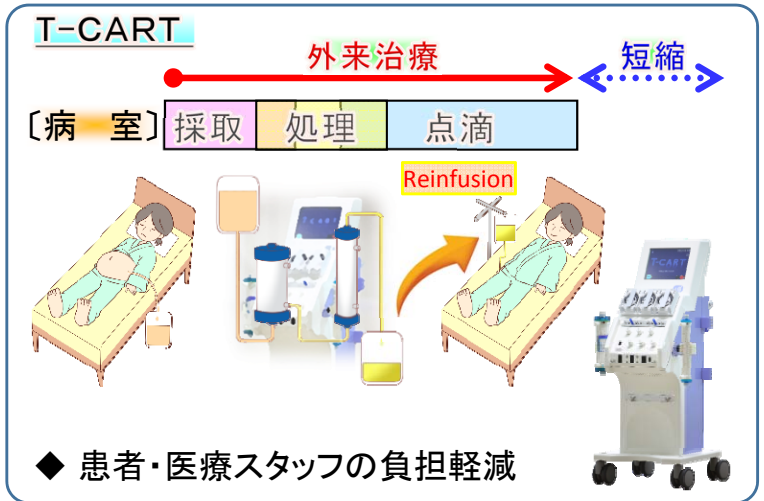 T-CART
外来治療
短縮
〔病 室〕
採取
処理
点滴
Reinfusion
T-CART
◆ 患者・医療スタッフの負担軽減